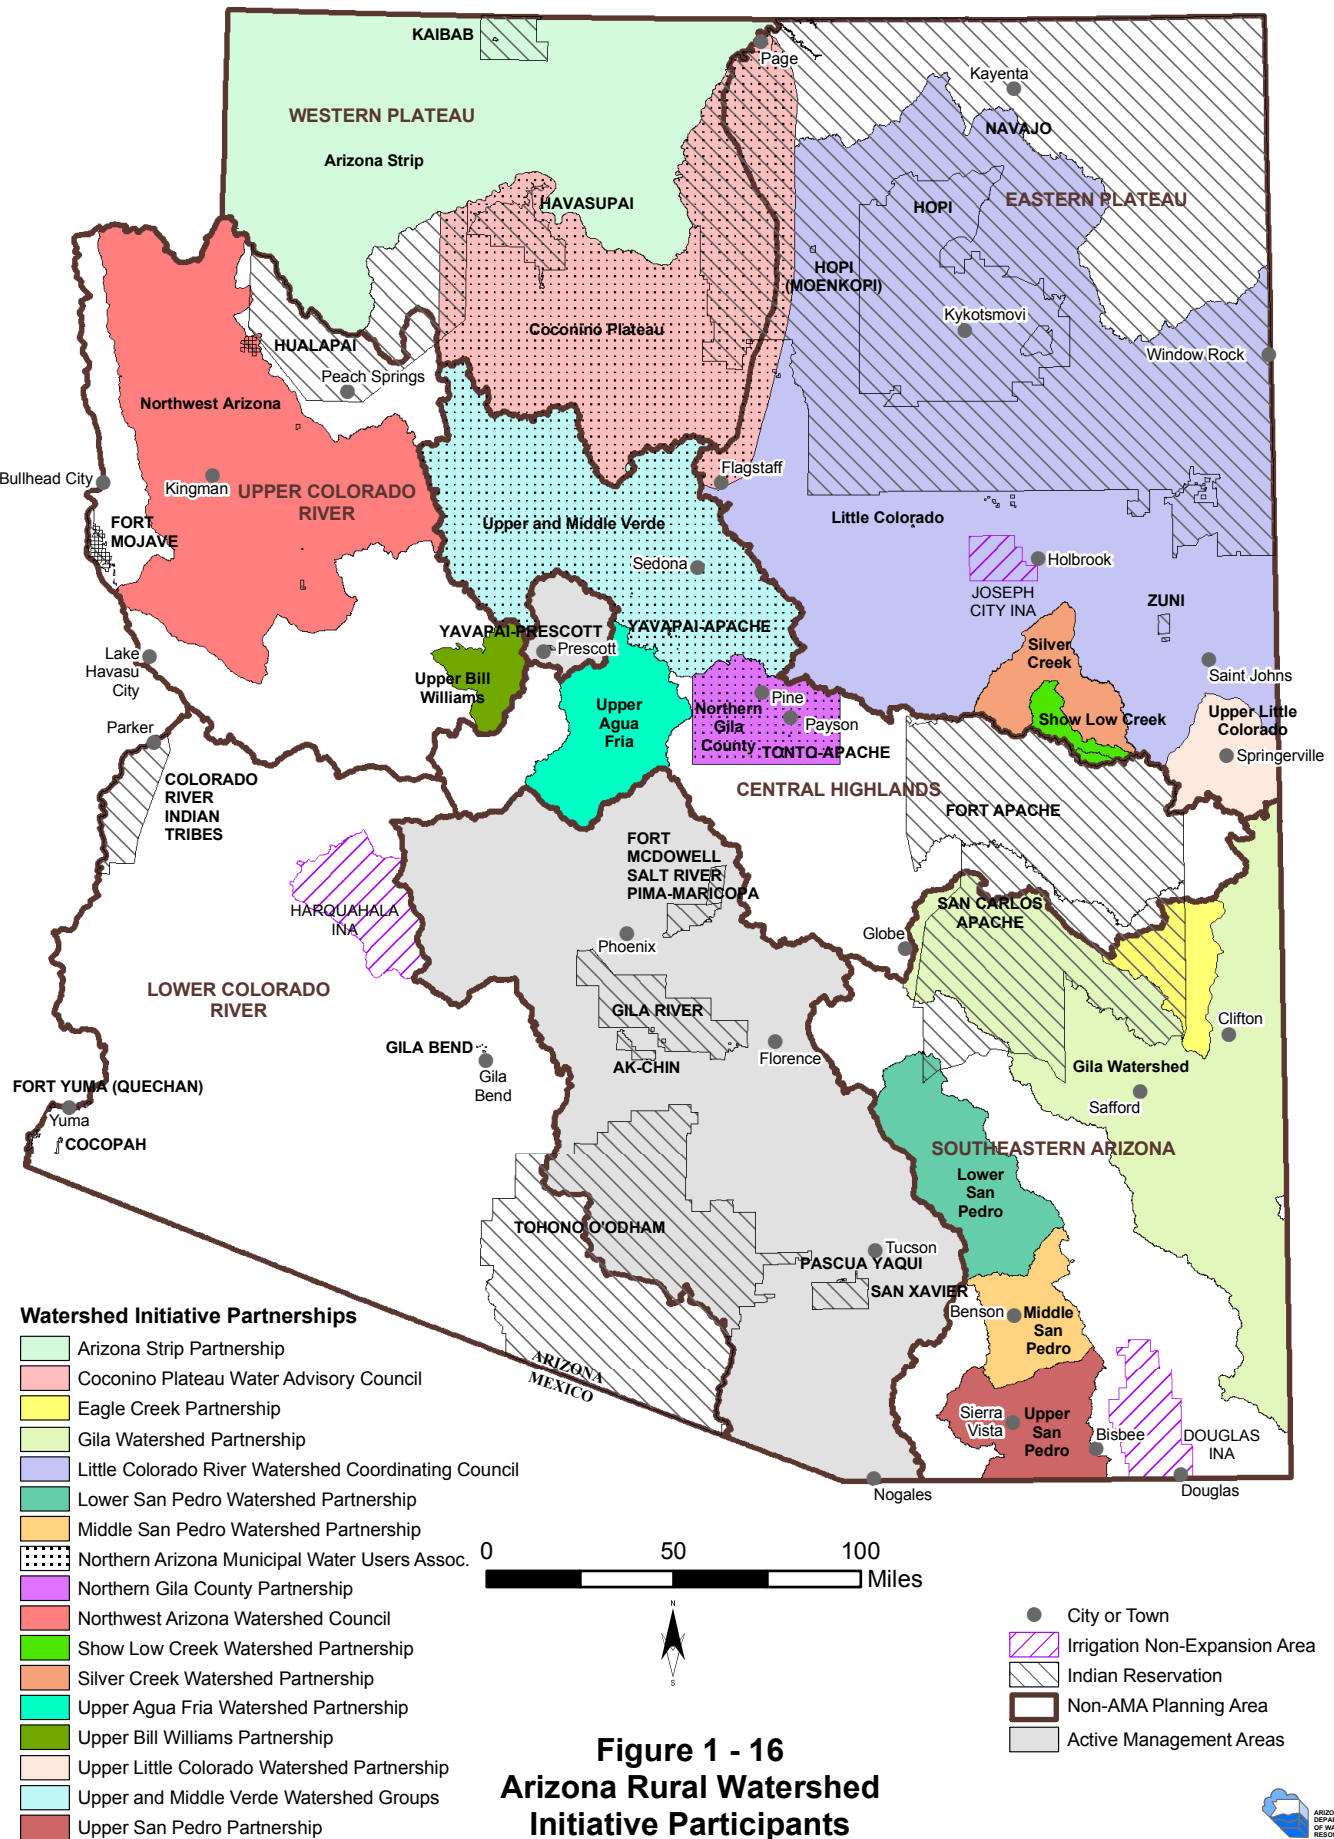 KAIBAB
Page
Kayenta
WESTERN PLATEAU
NAVAJO
Arizona Strip
HAVASUPAI
HOPI
EASTERN PLATEAU
HOPI
(MOENKOPI)
Kykotsmovi
Coconino Plateau
HUALAPAI
Window Rock
Peach Springs
Northwest Arizona
Flagstaff
Bullhead City
Kingman
UPPER COLORADO
RIVER
FORT
MOJAVE
Upper and Middle Verde
Little Colorado
Sedona
Holbrook
JOSEPH
CITY INA
ZUNI
YAVAPAI-PRESCOTT
YAVAPAI-APACHE
Prescott
Silver
Creek
Lake
Havasu
City
Upper Bill
Williams
Saint Johns
Upper
Agua
Fria
Northern
Gila
County
Pine
Payson
TONTO-APACHE
Show Low Creek
Upper Little
Colorado
Springerville
Parker
COLORADO
RIVER
INDIAN
TRIBES
CENTRAL HIGHLANDS
FORT APACHE
FORT
MCDOWELL
SALT RIVER
PIMA-MARICOPA
HARQUAHALA
INA
SAN CARLOS
APACHE
Phoenix
Globe
LOWER COLORADO
RIVER
GILA RIVER
Clifton
GILA BEND
Gila
Bend
AK-CHIN
Florence
Gila Watershed
Safford
FORT YUMA (QUECHAN)
Yuma
COCOPAH
SOUTHEASTERN ARIZONA
Lower
San
Pedro
TOHONO O'ODHAM
Tucson
PASCUA YAQUI
SAN XAVIER
Benson
Middle
San
Pedro
ARIZONA
MEXICO
Sierra
Vista
Upper
San
Pedro
Bisbee
DOUGLAS
INA
Nogales
Douglas
Watershed Initiative Partnerships
Arizona Strip Partnership
Coconino Plateau Water Advisory Council
Eagle Creek Partnership
Gila Watershed Partnership
Little Colorado River Watershed Coordinating Council
Lower San Pedro Watershed Partnership
Middle San Pedro Watershed Partnership
Northern Arizona Municipal Water Users Assoc.
Northern Gila County Partnership
Northwest Arizona Watershed Council
Show Low Creek Watershed Partnership
Silver Creek Watershed Partnership
Upper Agua Fria Watershed Partnership
Upper Bill Williams Partnership
Upper Little Colorado Watershed Partnership
Upper and Middle Verde Watershed Groups
Upper San Pedro Partnership
0 50 100
Miles
N
S
City or Town
Irrigation Non-Expansion Area
Indian Reservation
Non-AMA Planning Area
Active Management Areas
Figure 1 - 16
Arizona Rural Watershed
Initiative Participants